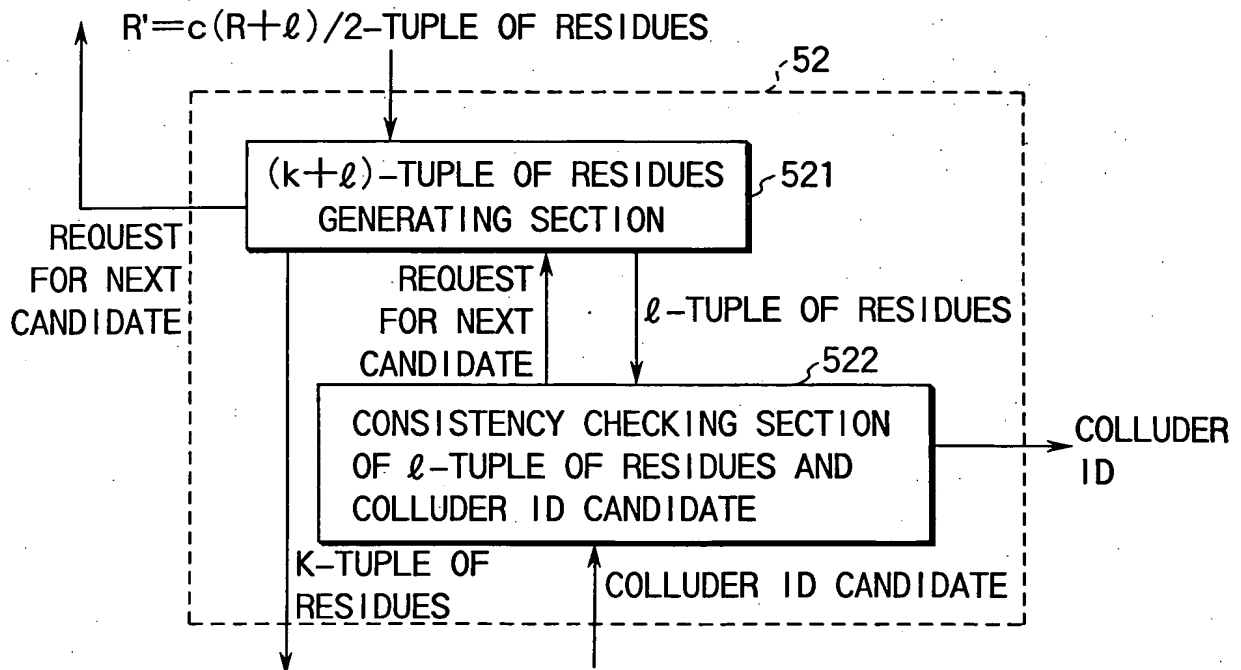 R'=c(R+ℓ)/2-TUPLE OF RESIDUES
52
(k+ℓ)-TUPLE OF RESIDUES
GENERATING SECTION
521
REQUEST
FOR NEXT
CANDIDATE
REQUEST
FOR NEXT
CANDIDATE
ℓ-TUPLE OF RESIDUES
522
CONSISTENCY CHECKING SECTION
OF ℓ-TUPLE OF RESIDUES AND
COLLUDER ID CANDIDATE
COLLUDER
ID
K-TUPLE OF
RESIDUES
COLLUDER ID CANDIDATE